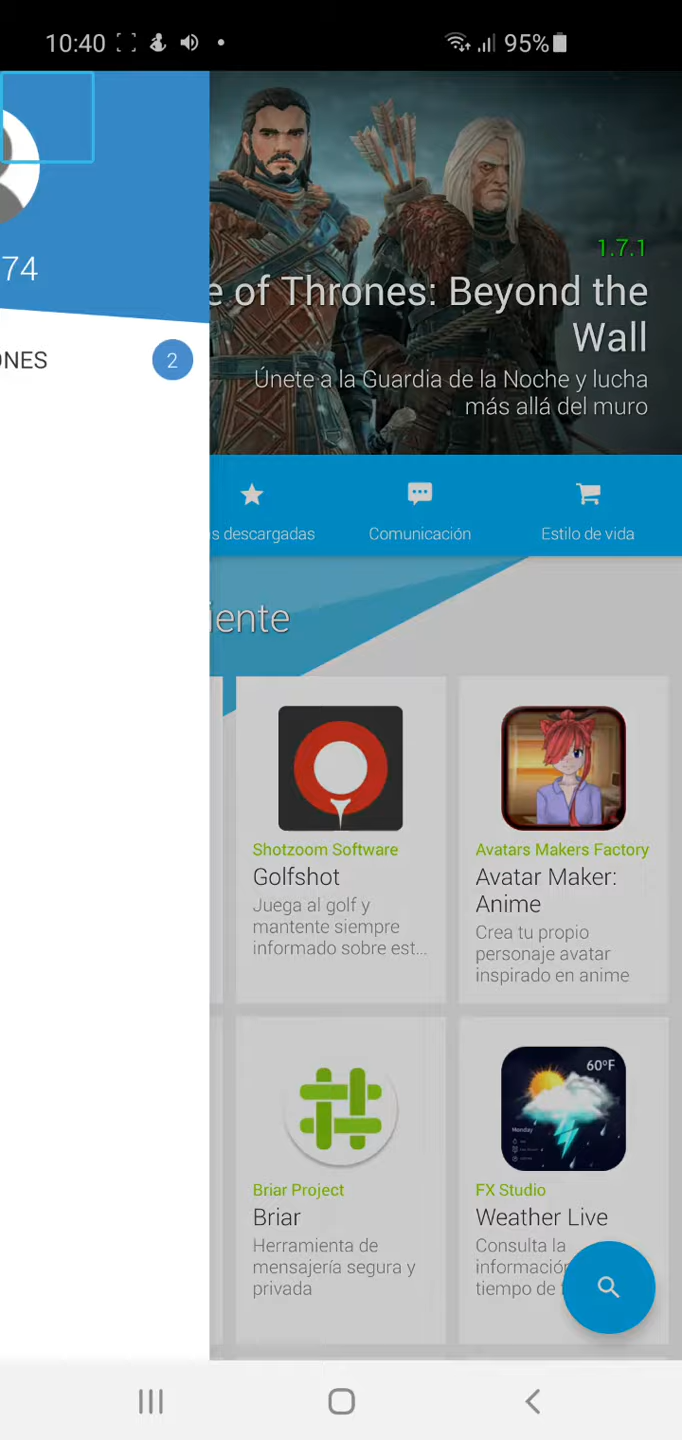 10:40
95%
74
ONES
2
1.7.1
e of Thrones: Beyond the
Wall
Únete a la Guardia de la Noche y lucha
más allá del muro
s descargadas
Comunicación
Estilo de vida
iente
Shotzoom Software
Golfshot
Juega al golf y
mantente siempre
informado sobre est...
Avatars Makers Factory
Avatar Maker:
Anime
Crea tu propio
personaje avatar
inspirado en anime
Briar Project
Briar
Herramienta de
mensajería segura y
privada
60°F
Monday
FX Studio
Weather Live
Consulta la
información
tiempo de